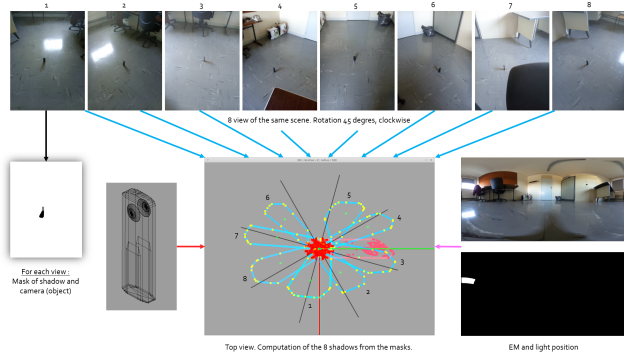 1 2 3 4 5 6 7 8
8 view of the same scene. Rotation 45 degres, clockwise
6 5 4
7 3
8 1 2
For each view :
Mask of shadow and
camera (object)
Top view. Computation of the 8 shadows from the masks.
EM and light position